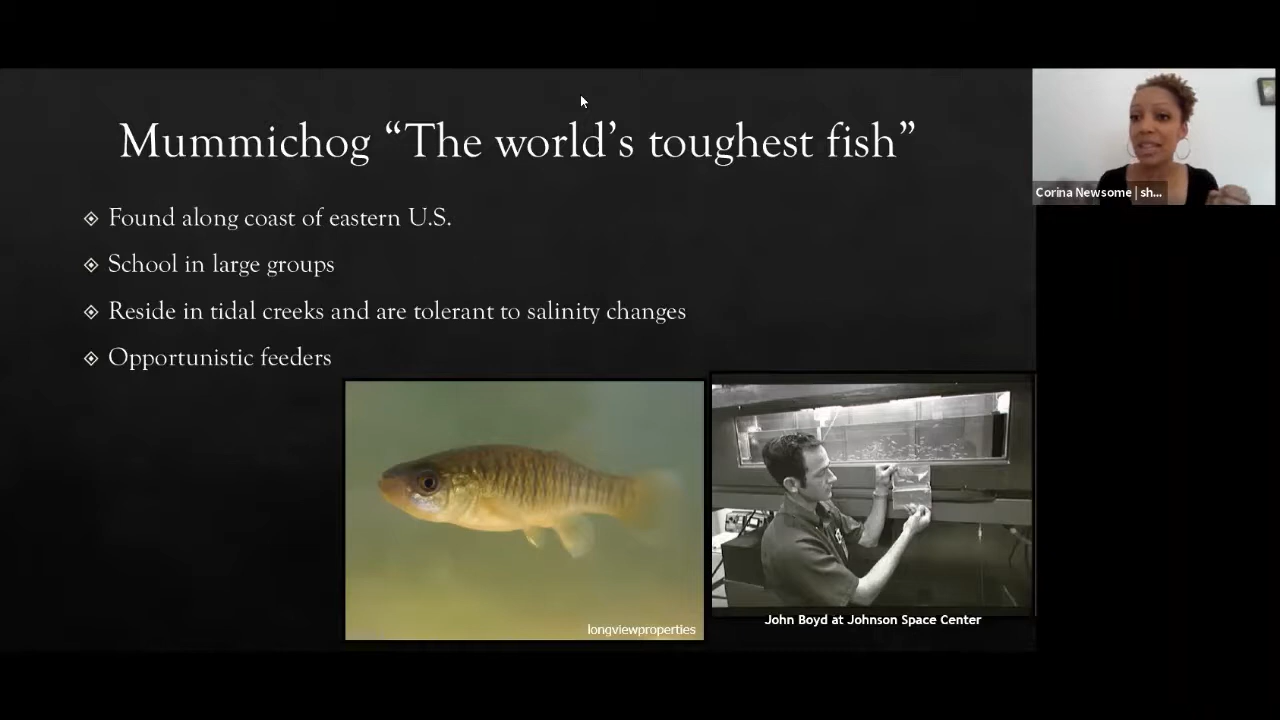 Mummichog “The world’s toughest fish”
Found along coast of eastern U.S.
School in large groups
Reside in tidal creeks and are tolerant to salinity changes
Opportunistic feeders
longviewproperties
John Boyd at Johnson Space Center
Corina Newsome | sh...